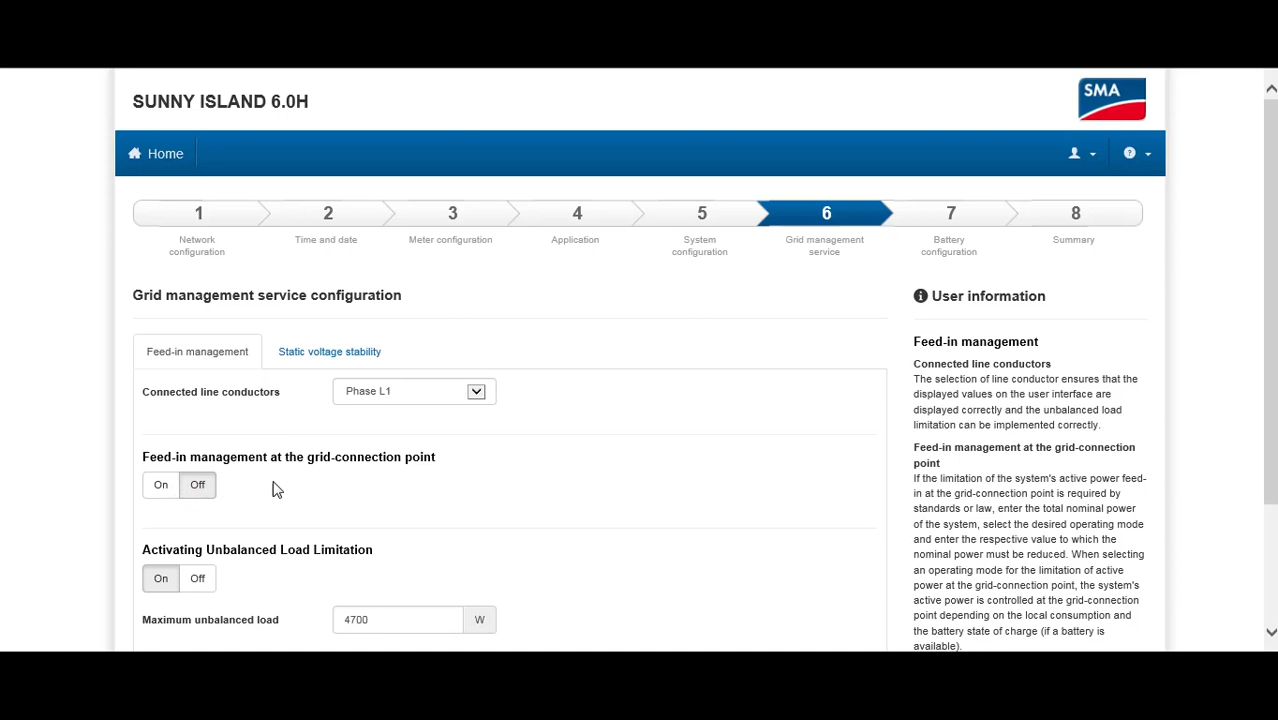 SUNNY ISLAND 6.0H
SMA
Home
1
2
3
4
5
6
7
8
Network
configuration
Time and date
Meter configuration
Application
System
configuration
Grid management
service
Battery
configuration
Summary
Grid management service configuration
Feed-in management
Static voltage stability
Connected line conductors
Phase L1
Feed-in management at the grid-connection point
On
Off
Activating Unbalanced Load Limitation
On
Off
Maximum unbalanced load
4700
W
User information
Feed-in management
Connected line conductors
The selection of line conductor ensures that the
displayed values on the user interface are
displayed correctly and the unbalanced load
limitation can be implemented correctly.
Feed-in management at the grid-connection
point
If the limitation of the system's active power feed-
in at the grid-connection point is required by
standards or law, enter the total nominal power
of the system, select the desired operating mode
and enter the respective value to which the
nominal power must be reduced. When selecting
an operating mode for the limitation of active
power at the grid-connection point, the system's
active power is controlled at the grid-connection
point depending on the local consumption and
the battery state of charge (if a battery is
available).